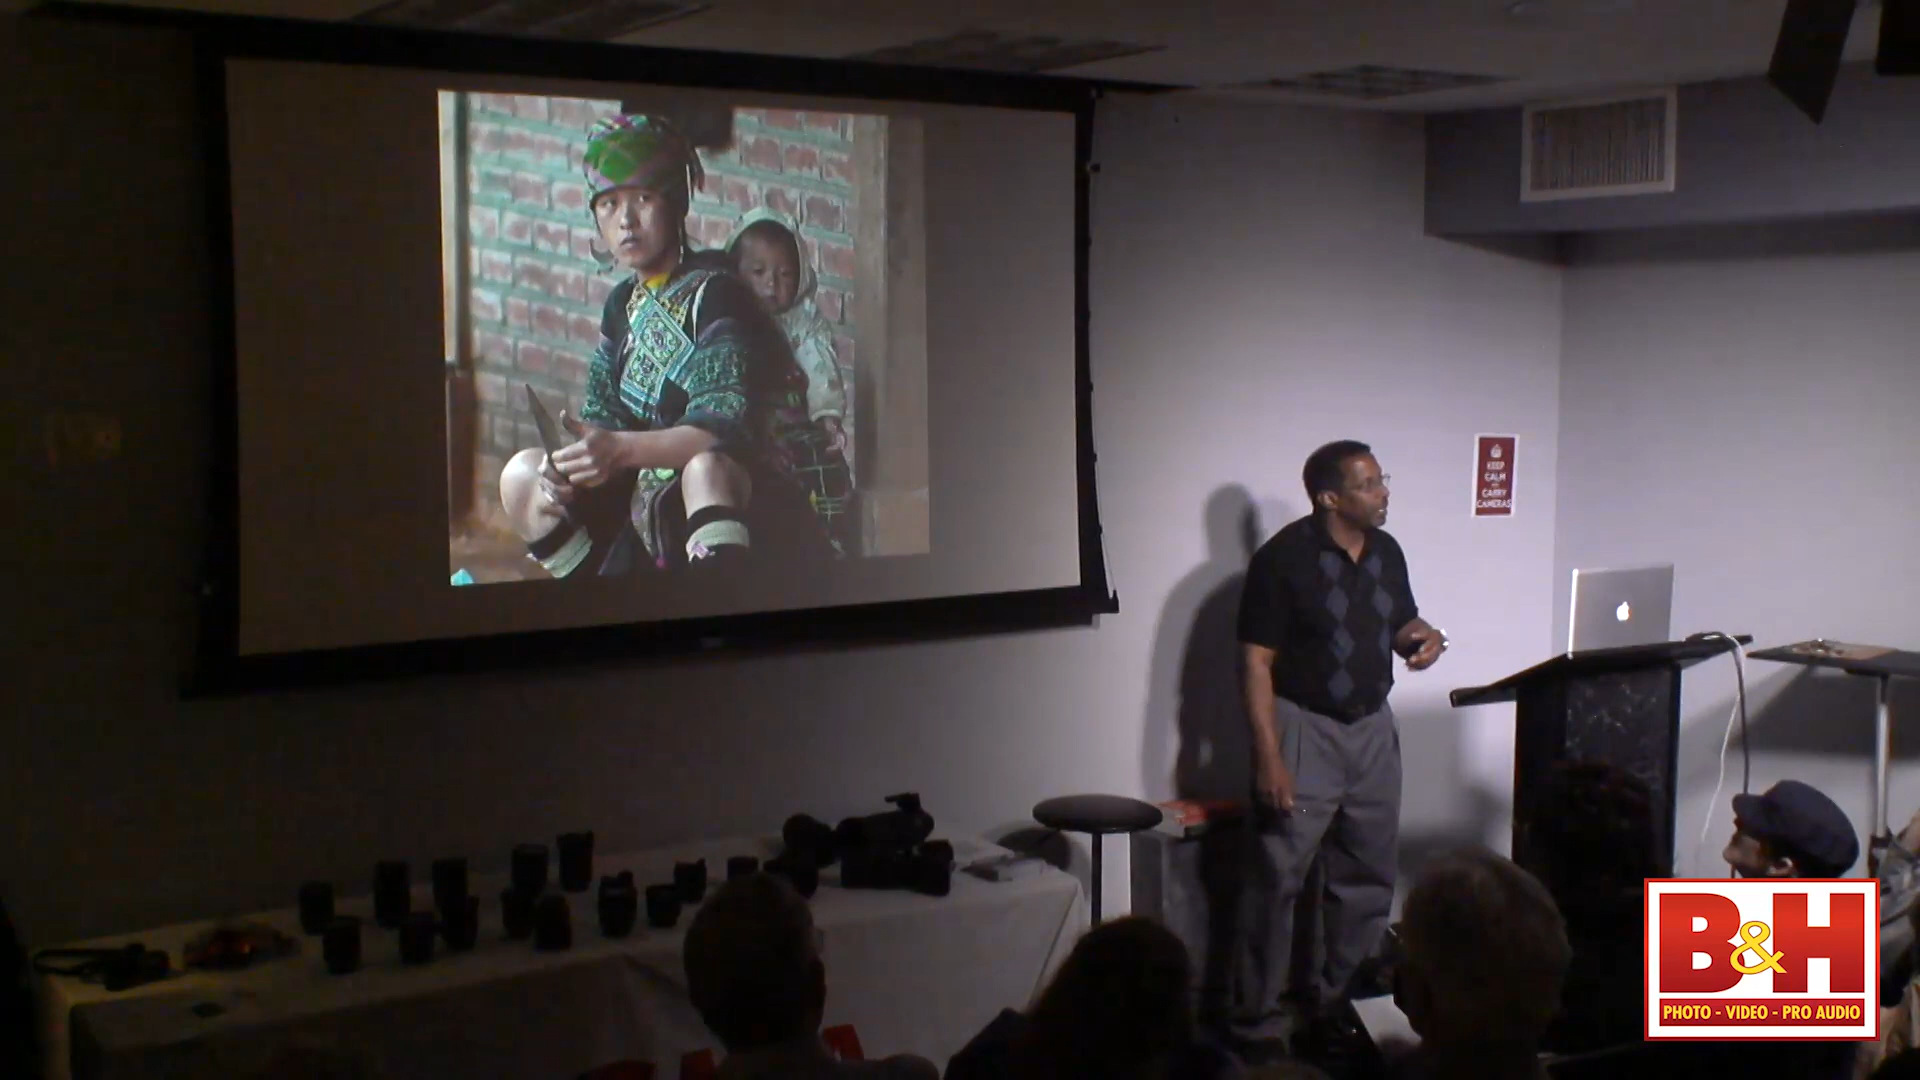 KEEP
CALM
AND
CARRY
CAMERAS
B&H
PHOTO - VIDEO - PRO AUDIO